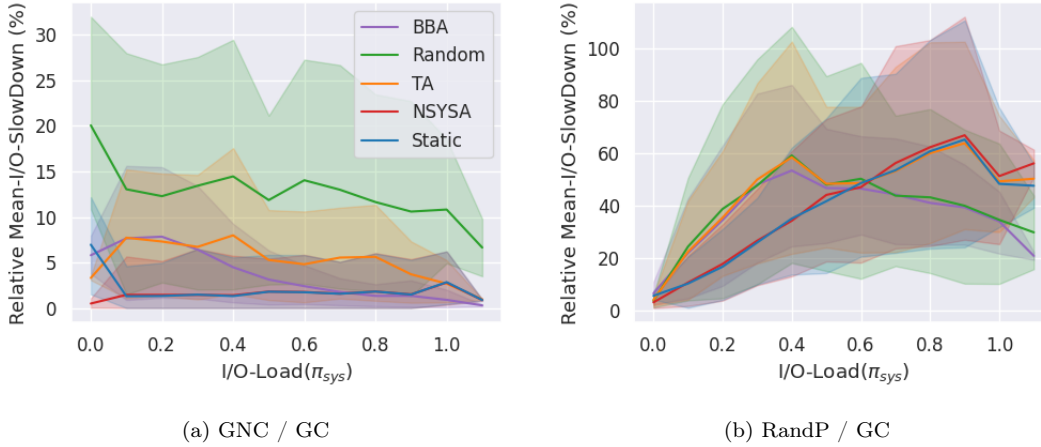 Relative Mean-I/O-SlowDown (%)
30
25
20
15
10
5
0
0.0 0.2 0.4 0.6 0.8 1.0
I/O-Load(π_sys)
BBA
Random
TA
NSYSA
Static
(a) GNC / GC
Relative Mean-I/O-SlowDown (%)
100
80
60
40
20
0
0.0 0.2 0.4 0.6 0.8 1.0
I/O-Load(π_sys)
(b) RandP / GC